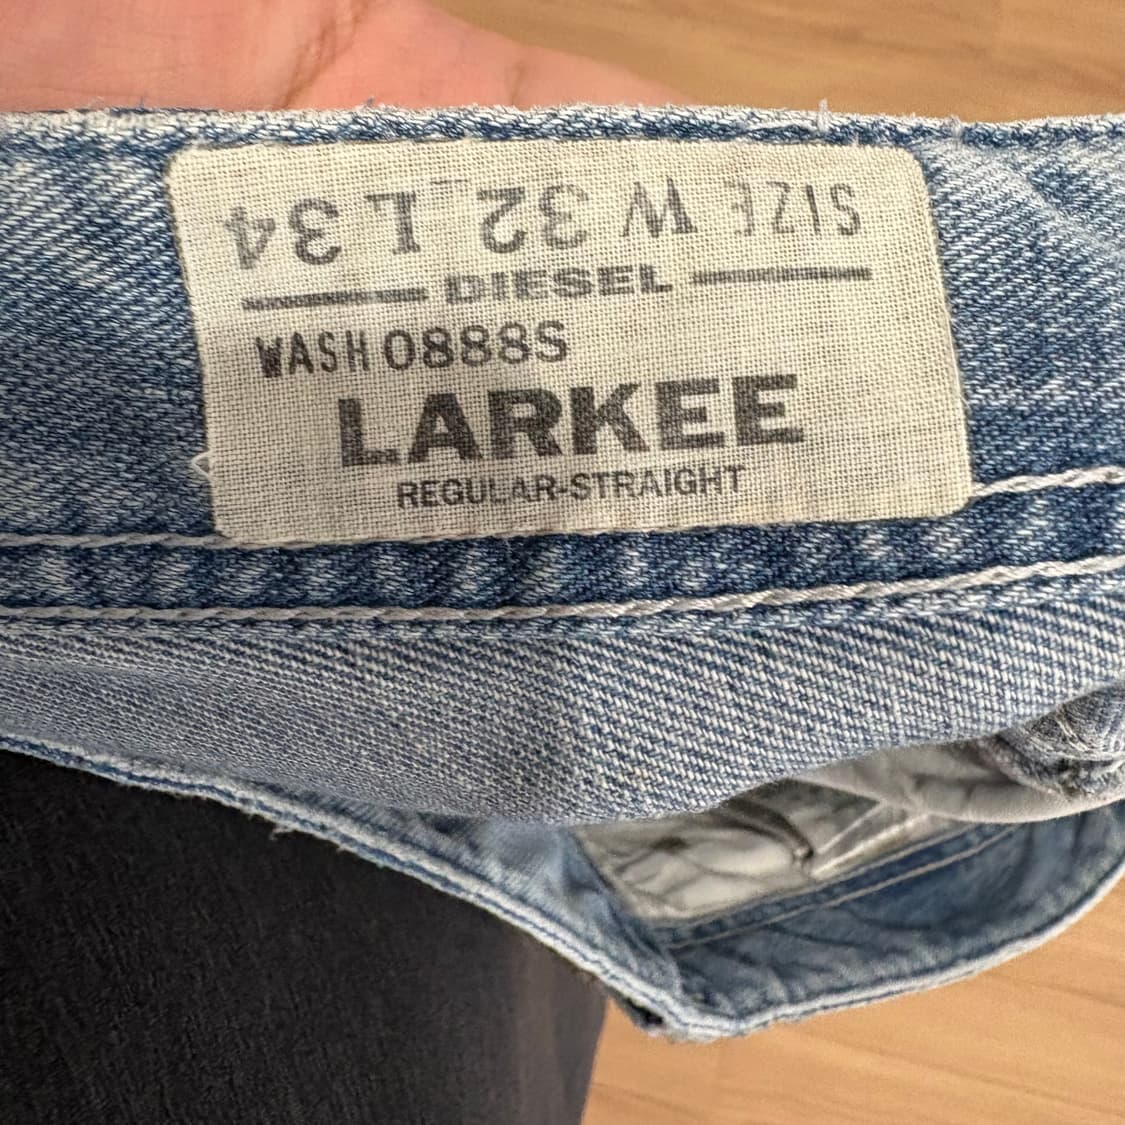 SIZE W 32 L 34
DIESEL
WASH 0888S
LARKEE
REGULAR-STRAIGHT